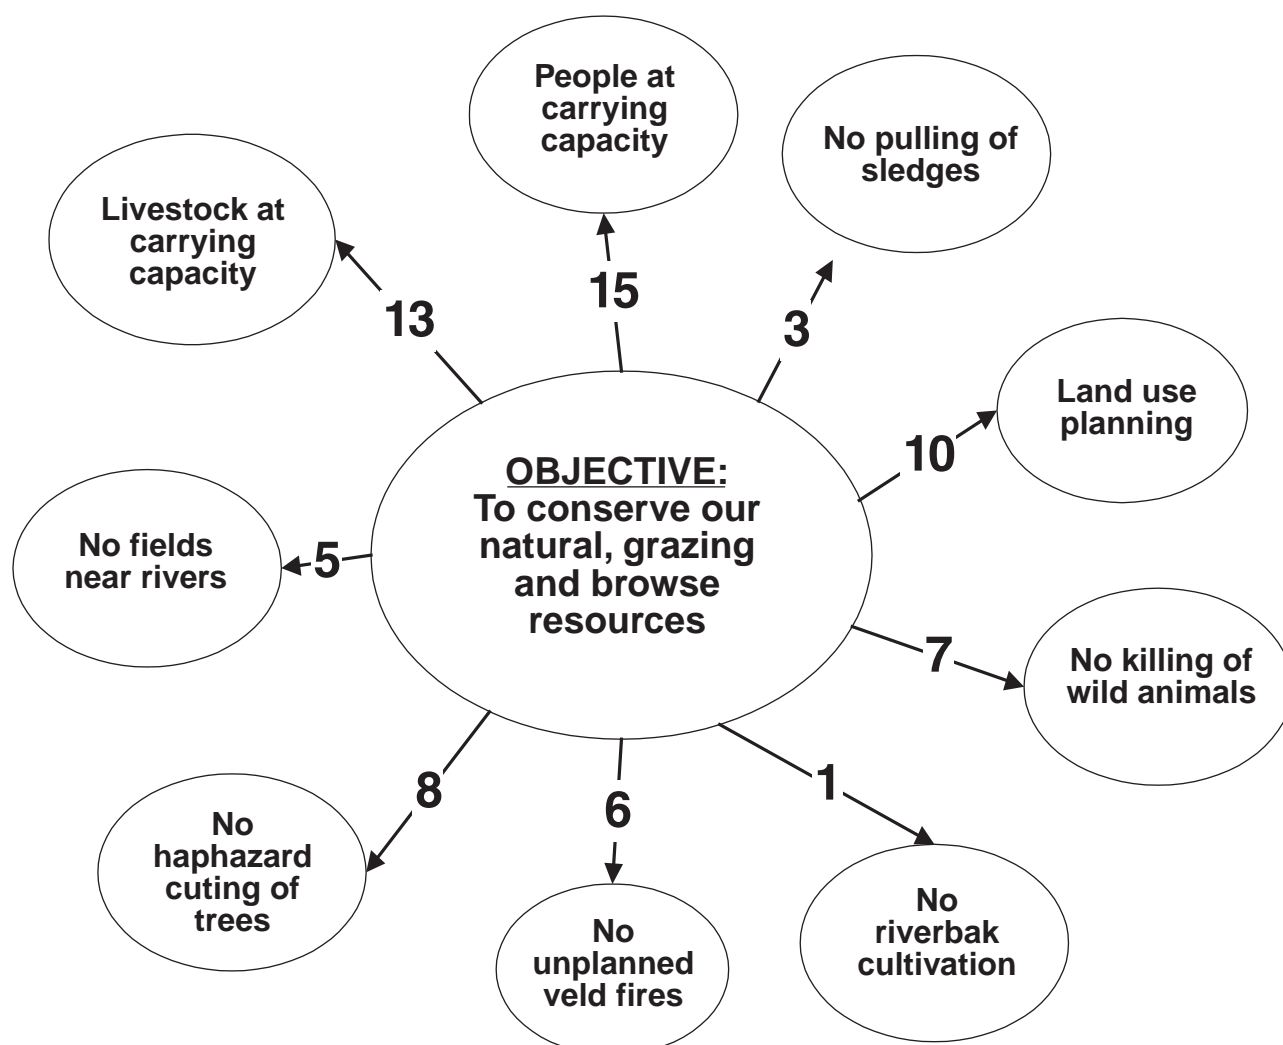 People at
carrying
capacity
No pulling of
sledges
Livestock at
carrying
capacity
15
13
3
Land use
planning
10
OBJECTIVE:
To conserve our
natural, grazing
and browse
resources
No fields
near rivers
5
7
No killing of
wild animals
8
6
1
No
haphazard
cuting of
trees
No
unplanned
veld fires
No
riverbak
cultivation